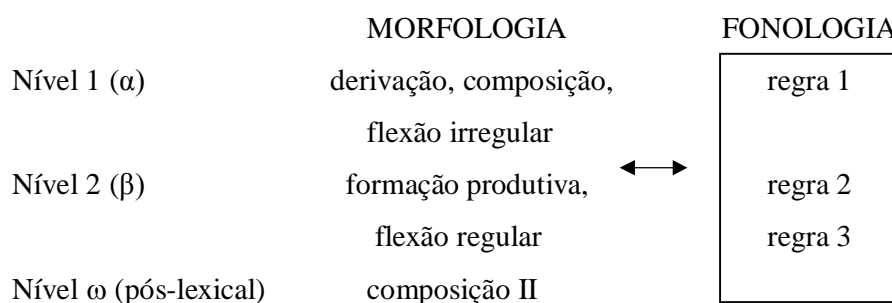 MORFOLOGIA FONOLOGIA
Nível 1 (α) derivação, composição, regra 1
flexão irregular
Nível 2 (β) formação produtiva, regra 2
flexão regular regra 3
Nível ω (pós-lexical) composição II